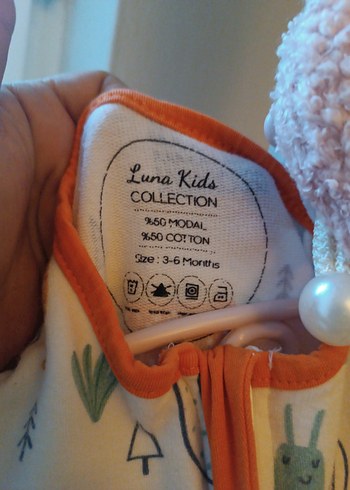 Luna Kids
COLLECTION
%50 MODAL
%50 COTTON
Size : 3-6 Months